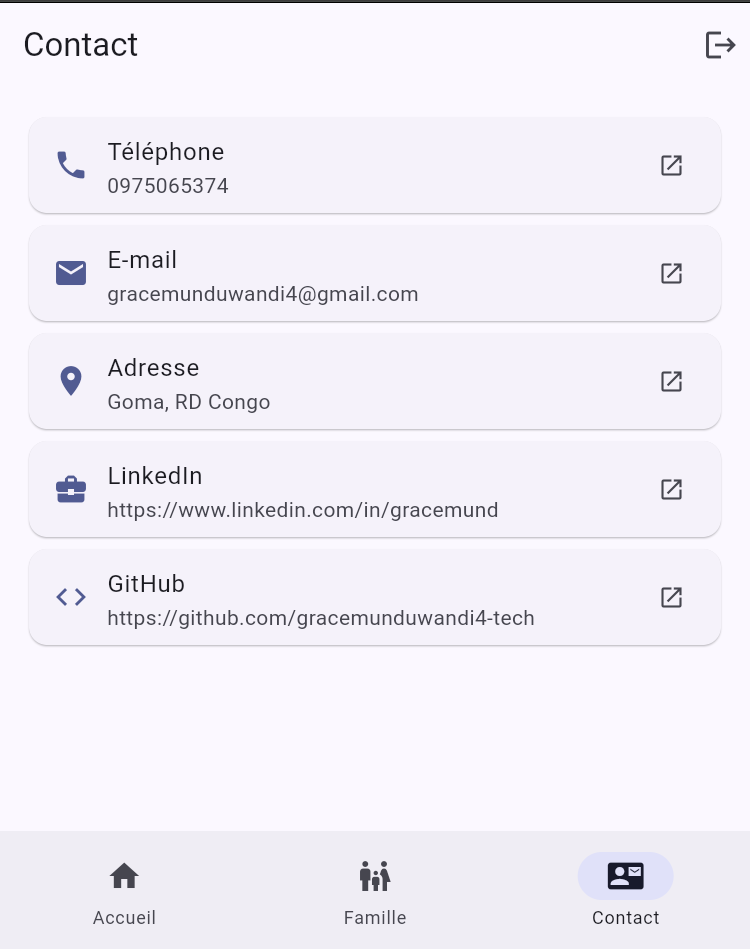 Contact
Téléphone
0975065374
E-mail
gracemunduwandi4@gmail.com
Adresse
Goma, RD Congo
LinkedIn
https://www.linkedin.com/in/gracemund
GitHub
https://github.com/gracemunduwandi4-tech
Accueil
Famille
Contact